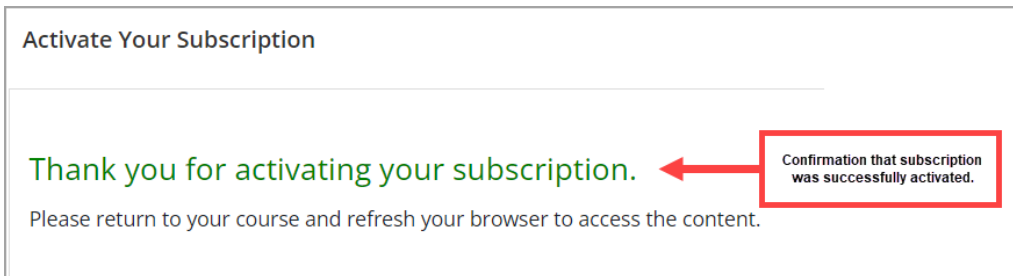 Activate Your Subscription
Thank you for activating your subscription.
Confirmation that subscription
was successfully activated.
Please return to your course and refresh your browser to access the content.